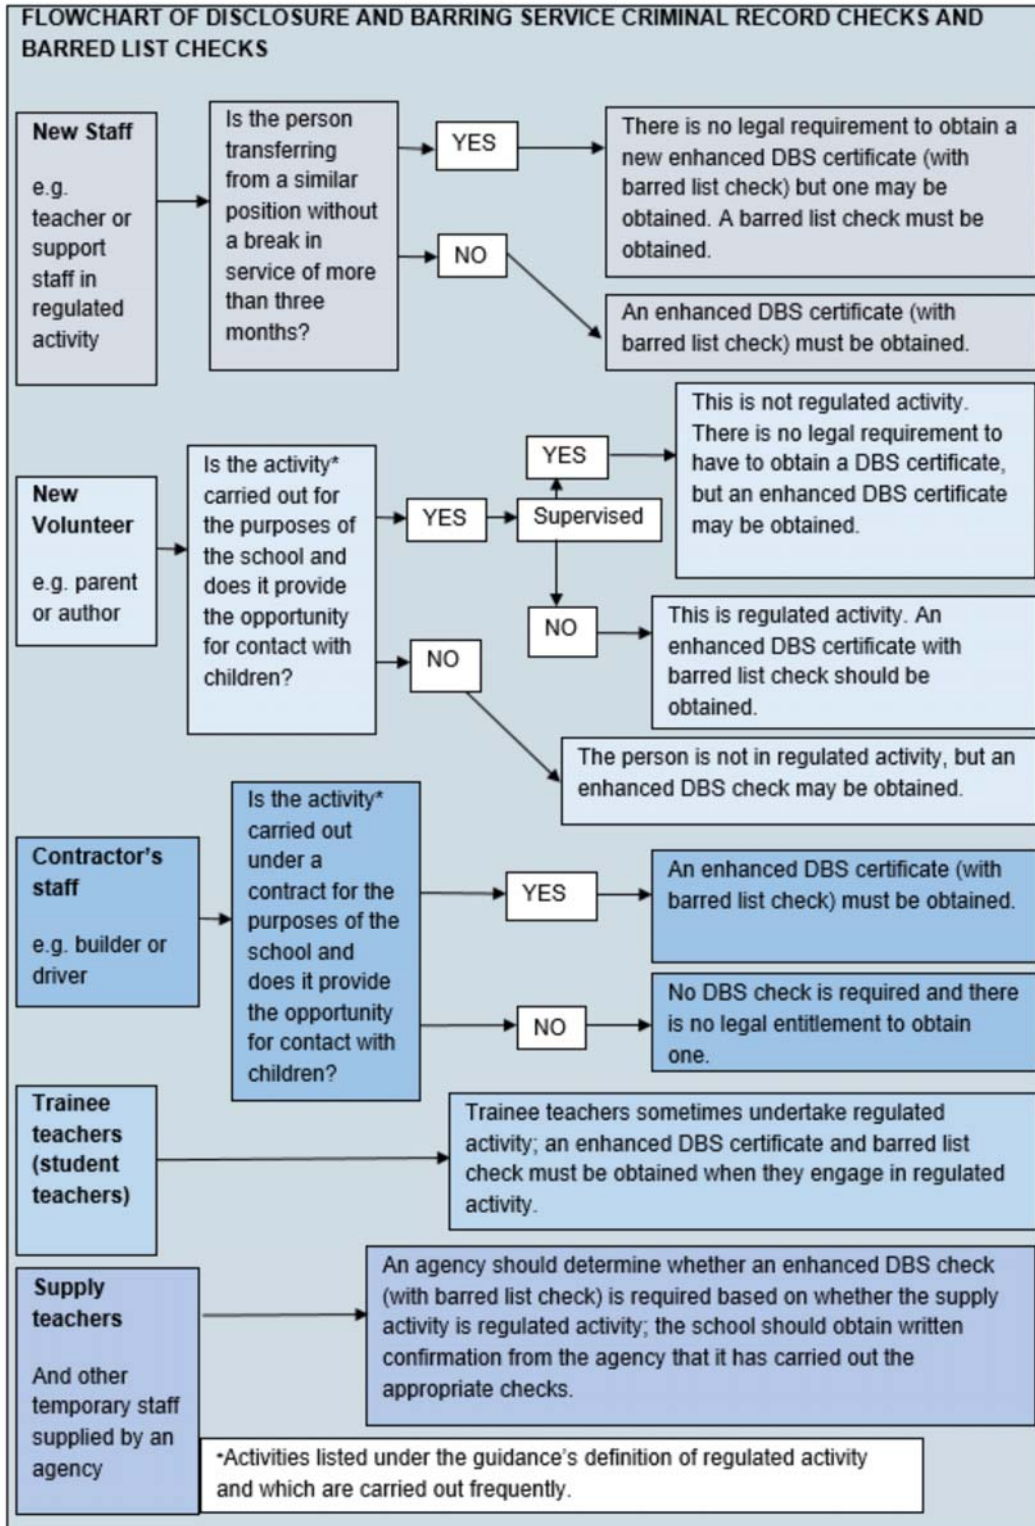 FLOWCHART OF DISCLOSURE AND BARRING SERVICE CRIMINAL RECORD CHECKS AND
BARRED LIST CHECKS
New Staff
e.g.
teacher or
support
staff in
regulated
activity
Is the person
transferring
from a similar
position without
a break in
service of more
than three
months?
YES
There is no legal requirement to obtain a
new enhanced DBS certificate (with
barred list check) but one may be
obtained. A barred list check must be
obtained.
NO
An enhanced DBS certificate (with
barred list check) must be obtained.
New
Volunteer
e.g. parent
or author
Is the activity*
carried out for
the purposes of
the school and
does it provide
the opportunity
for contact with
children?
YES
Supervised
YES
This is not regulated activity.
There is no legal requirement to
have to obtain a DBS certificate,
but an enhanced DBS certificate
may be obtained.
NO
This is regulated activity. An
enhanced DBS certificate with
barred list check should be
obtained.
NO
The person is not in regulated activity, but an
enhanced DBS check may be obtained.
Contractor's
staff
e.g. builder or
driver
Is the activity*
carried out
under a
contract for the
purposes of the
school and
does it provide
the opportunity
for contact with
children?
YES
An enhanced DBS certificate (with
barred list check) must be obtained.
NO
No DBS check is required and there
is no legal entitlement to obtain
one.
Trainee
teachers
(student
teachers)
Trainee teachers sometimes undertake regulated
activity; an enhanced DBS certificate and barred list
check must be obtained when they engage in regulated
activity.
Supply
teachers
And other
temporary staff
supplied by an
agency
An agency should determine whether an enhanced DBS check
(with barred list check) is required based on whether the supply
activity is regulated activity; the school should obtain written
confirmation from the agency that it has carried out the
appropriate checks.
*Activities listed under the guidance's definition of regulated activity
and which are carried out frequently.